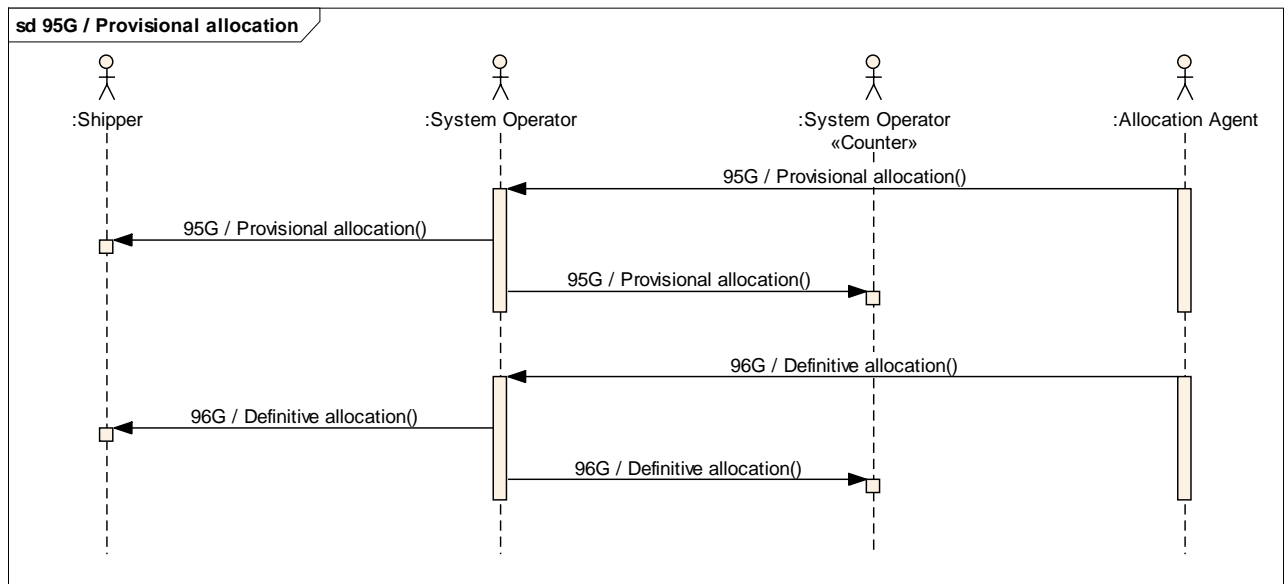 sd 95G / Provisional allocation
:Shipper
:System Operator
:System Operator
«Counter»
:Allocation Agent
95G / Provisional allocation()
95G / Provisional allocation()
95G / Provisional allocation()
96G / Definitive allocation()
96G / Definitive allocation()
96G / Definitive allocation()